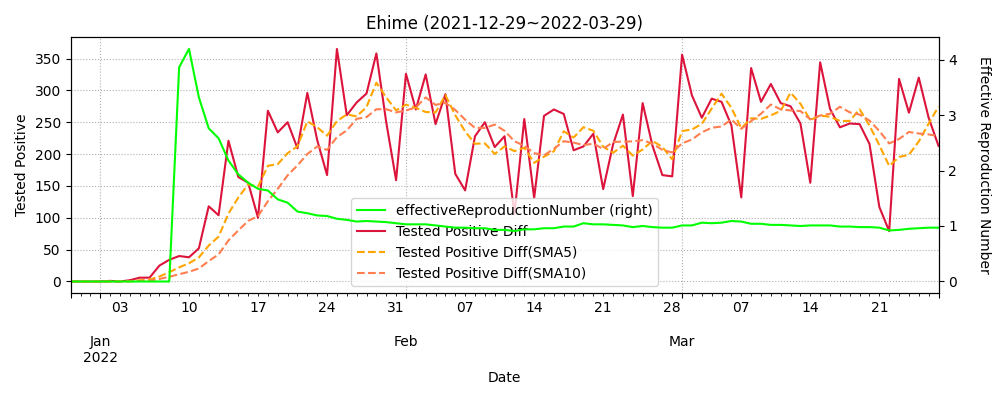 Ehime (2021-12-29~2022-03-29)
Tested Positive
350
300
250
200
150
100
50
0
4
3
2
1
0
Effective Reproduction Number
effectiveReproductionNumber (right)
Tested Positive Diff
Tested Positive Diff(SMA5)
Tested Positive Diff(SMA10)
03 10 17 24 31 07 14 21 28 07 14 21
Jan Feb Mar
2022
Date